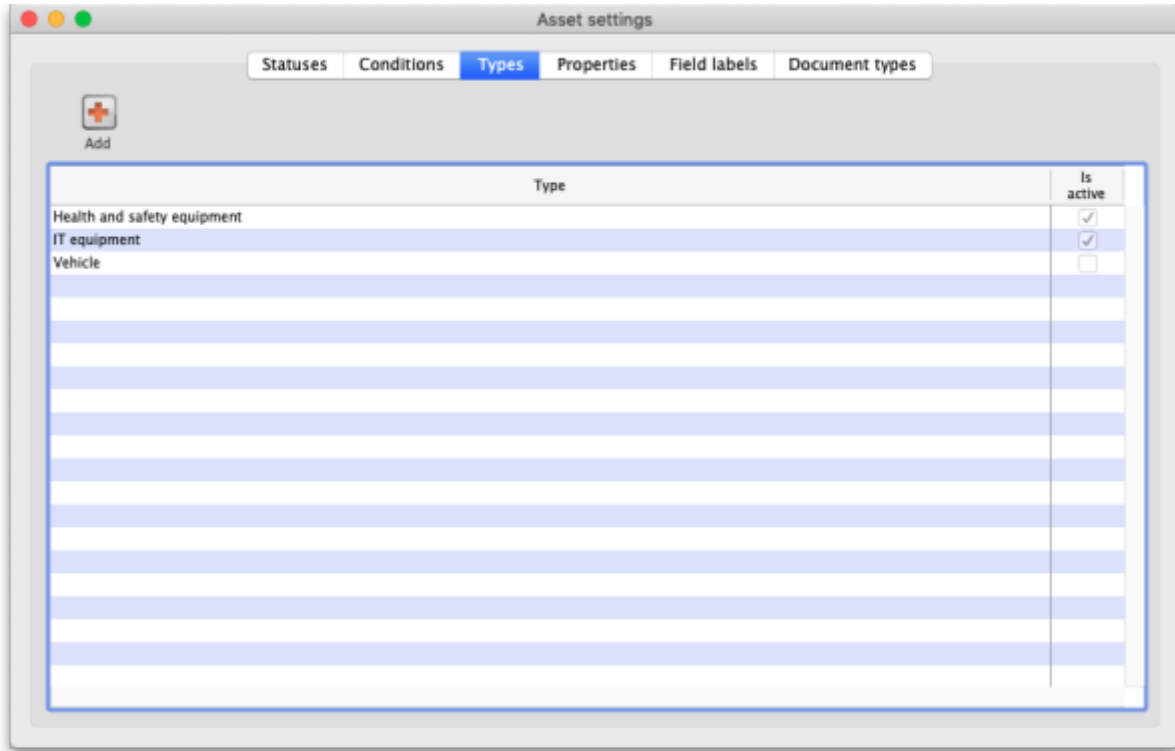 Asset settings
Statuses Conditions Types Properties Field labels Document types
Add
Type
Is
active
Health and safety equipment
IT equipment
Vehicle